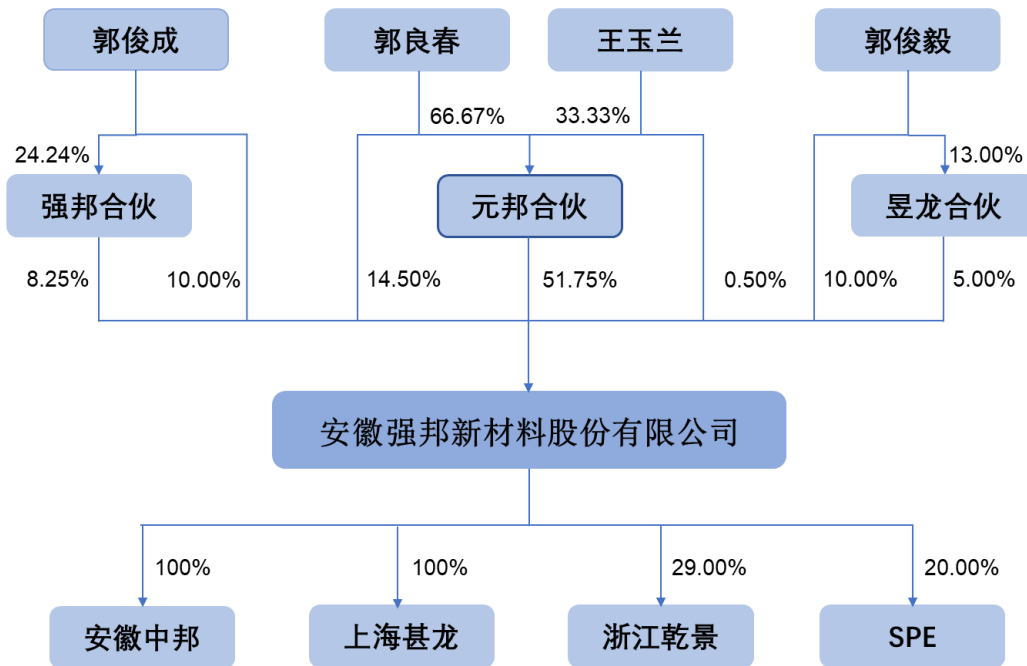 郭俊成
郭良春
王玉兰
郭俊毅
66.67%
33.33%
24.24%
13.00%
强邦合伙
元邦合伙
昱龙合伙
8.25%
10.00%
14.50%
51.75%
0.50%
10.00%
5.00%
安徽强邦新材料股份有限公司
100%
100%
29.00%
20.00%
安徽中邦
上海甚龙
浙江乾景
SPE